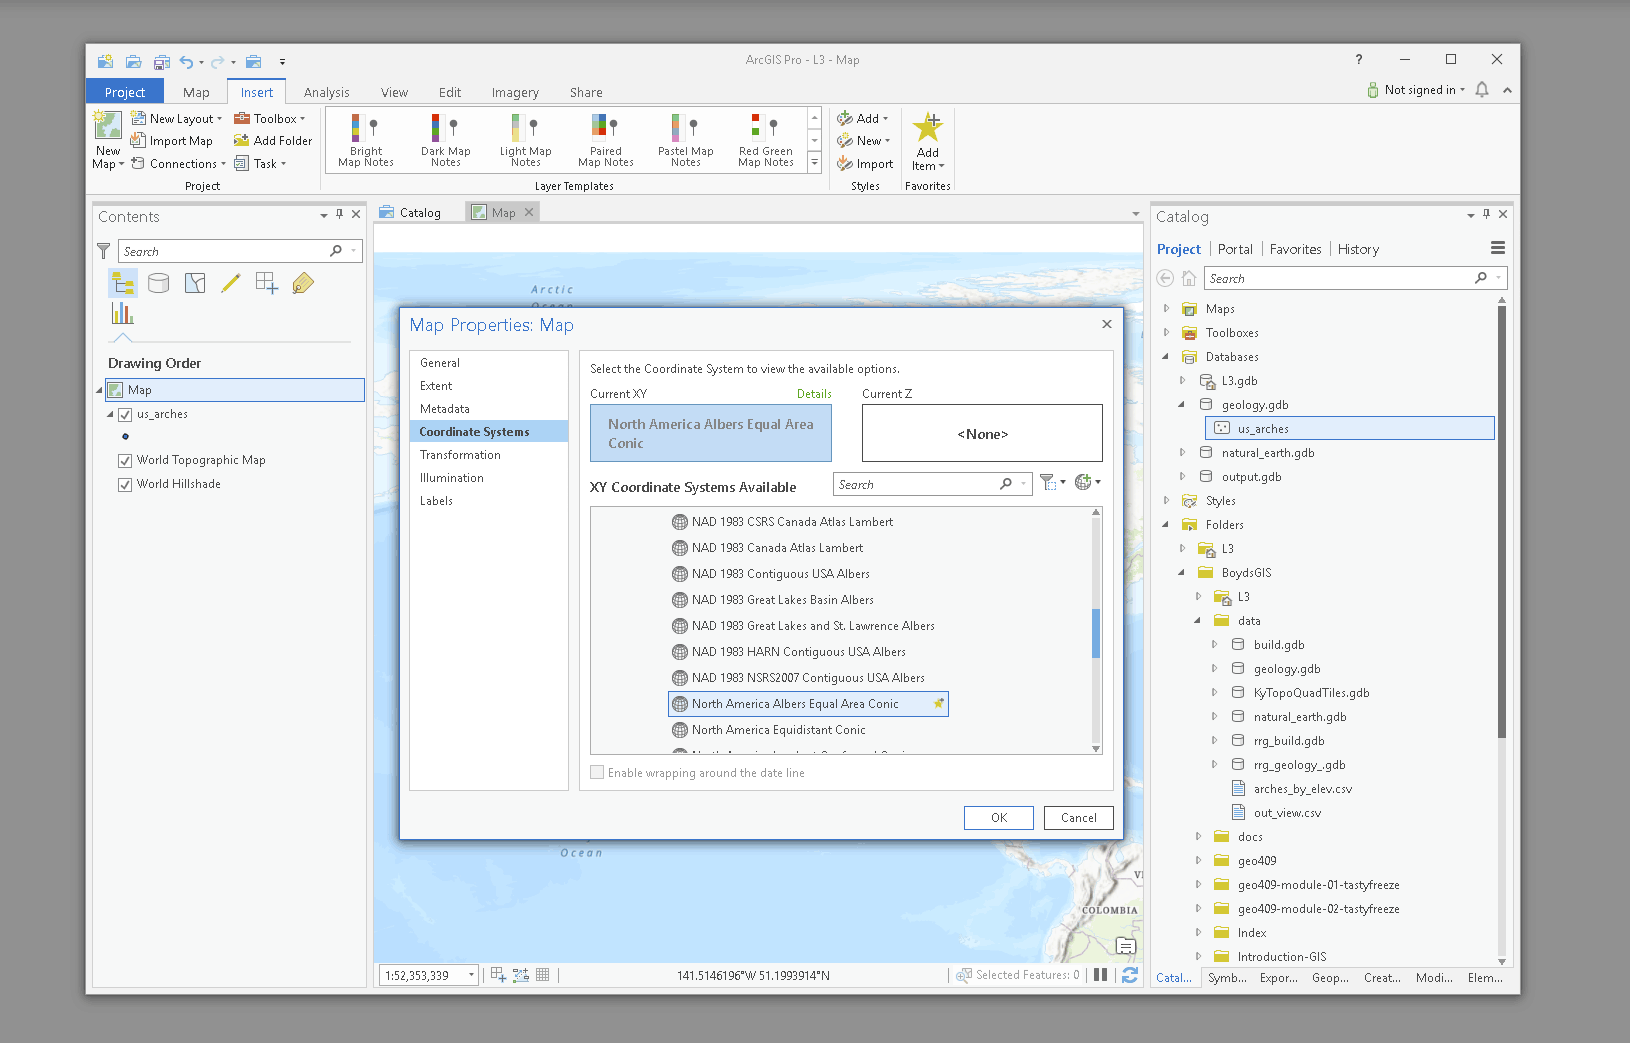 ArcGIS Pro - L3 - Map
?
Project
Map
Insert
Analysis
View
Edit
Imagery
Share
Not signed in
New Map
New Layout
Import Map
Connections
Toolbox
Add Folder
Task
Project
Bright Map Notes
Dark Map Notes
Light Map Notes
Paired Map Notes
Pastel Map Notes
Red Green Map Notes
Layer Templates
Add
New
Import
Styles
Add Item
Favorites
Contents
Search
Drawing Order
Map
us_arches
World Topographic Map
World Hillshade
Catalog
Map
Arctic
Ocean
Map Properties: Map
General
Extent
Metadata
Coordinate Systems
Transformation
Illumination
Labels
Select the Coordinate System to view the available options.
Current XY
Details
Current Z
North America Albers Equal Area
Conic
<None>
XY Coordinate Systems Available
Search
NAD 1983 CSRS Canada Atlas Lambert
NAD 1983 Canada Atlas Lambert
NAD 1983 Contiguous USA Albers
NAD 1983 Great Lakes Basin Albers
NAD 1983 Great Lakes and St. Lawrence Albers
NAD 1983 HARN Contiguous USA Albers
NAD 1983 NSRS2007 Contiguous USA Albers
North America Albers Equal Area Conic
North America Equidistant Conic
Enable wrapping around the date line
OK
Cancel
Ocean
COLOMBIA
1:52,353,339
141.5146196°W 51.1993914°N
Selected Features: 0
Catalog
Project
Portal
Favorites
History
Search
Maps
Toolboxes
Databases
L3.gdb
geology.gdb
us_arches
natural_earth.gdb
output.gdb
Styles
Folders
L3
BoydsGIS
L3
data
build.gdb
geology.gdb
KyTopoQuadTiles.gdb
natural_earth.gdb
rrg_build.gdb
rrg_geology_.gdb
arches_by_elev.csv
out_view.csv
docs
geo409
geo409-module-01-tastyfreeze
geo409-module-02-tastyfreeze
Index
Introduction-GIS
Catal...
Symb...
Expor...
Geop...
Creat...
Modi...
Elem...